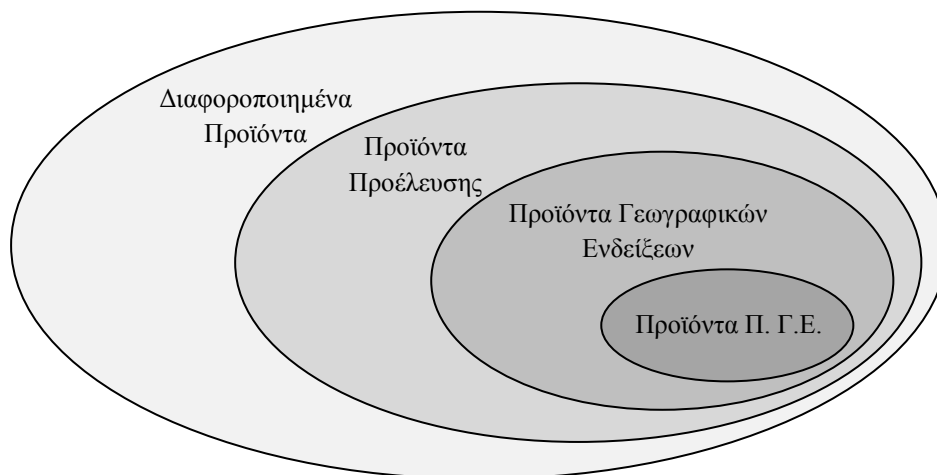 Διαφοροποιημένα
Προϊόντα
Προϊόντα
Προέλευσης
Προϊόντα Γεωγραφικών
Ενδείξεων
Προϊόντα Π. Γ.Ε.